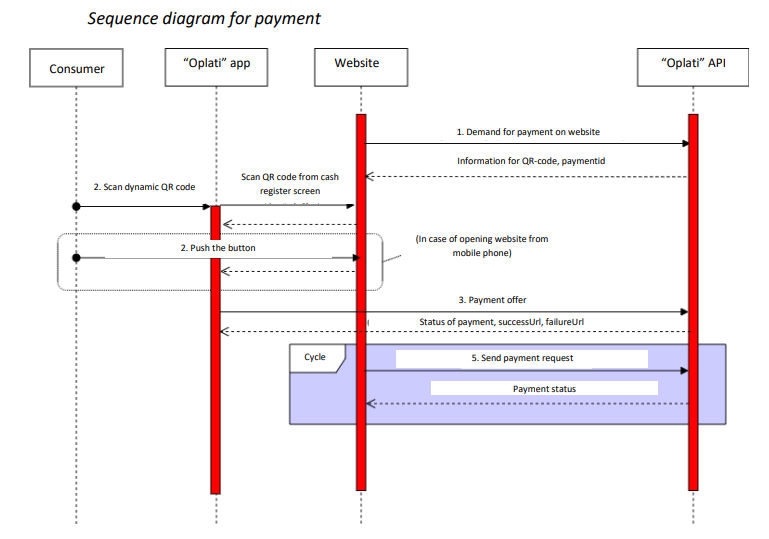 Sequence diagram for payment
Consumer
“Oplati” app
Website
“Oplati” API
1. Demand for payment on website
Information for QR-code, paymentid
2. Scan dynamic QR code
Scan QR code from cash
register screen
2. Push the button
(In case of opening website from
mobile phone)
3. Payment offer
Status of payment, successUrl, failureUrl
Cycle
5. Send payment request
Payment status